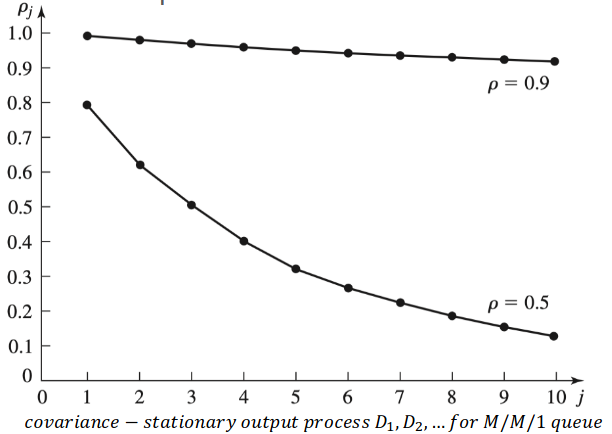 ρⱼ
1.0
0.9
ρ = 0.9
0.8
0.7
0.6
0.5
0.4
0.3
ρ = 0.5
0.2
0.1
0
0 1 2 3 4 5 6 7 8 9 10 j
covariance − stationary output process D₁, D₂, … for M/M/1 queue